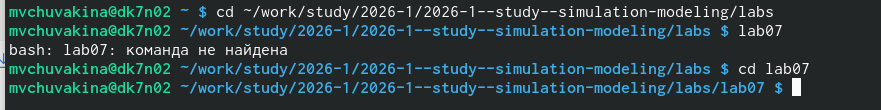 mvchuvakina@dk7n02 ~ $ cd ~/work/study/2026-1/2026-1--study--simulation-modeling/labs
mvchuvakina@dk7n02 ~/work/study/2026-1/2026-1--study--simulation-modeling/labs $ lab07
bash: lab07: команда не найдена
mvchuvakina@dk7n02 ~/work/study/2026-1/2026-1--study--simulation-modeling/labs $ cd lab07
mvchuvakina@dk7n02 ~/work/study/2026-1/2026-1--study--simulation-modeling/labs/lab07 $